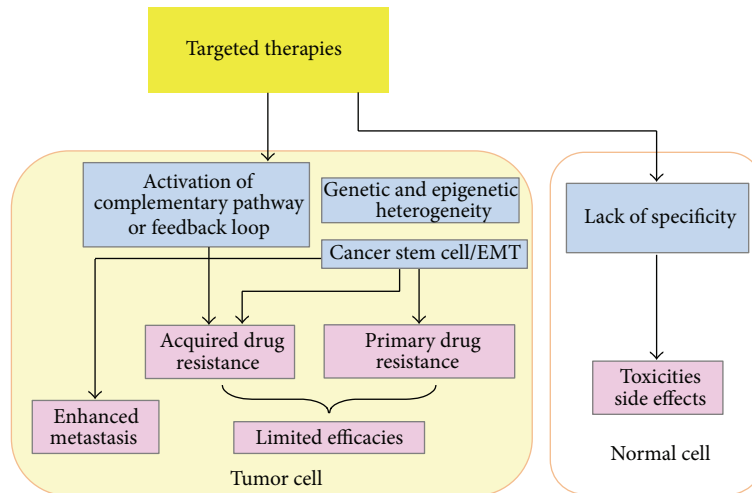 Targeted therapies
Activation of
complementary pathway
or feedback loop
Genetic and epigenetic
heterogeneity
Cancer stem cell/EMT
Lack of specificity
Acquired drug
resistance
Primary drug
resistance
Enhanced
metastasis
Limited efficacies
Toxicities
side effects
Tumor cell
Normal cell